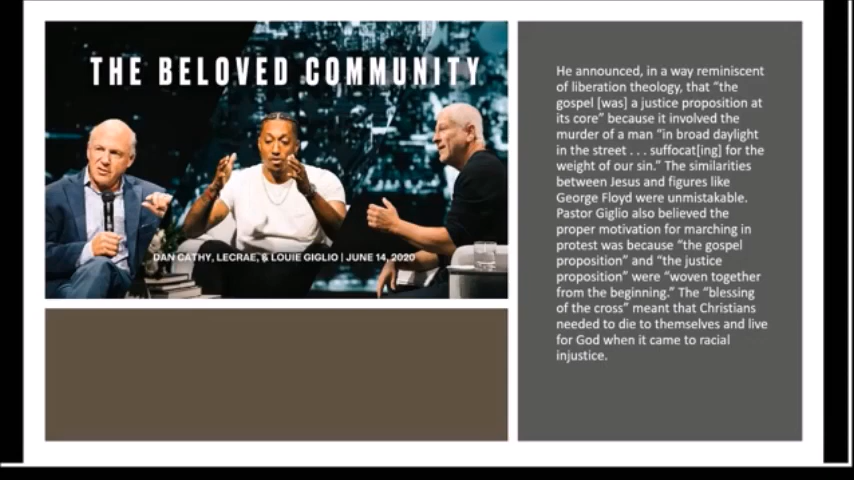 THE BELOVED COMMUNITY
DAN CATHY, LECRAE, & LOUIE GIGLIO | JUNE 14, 2020
He announced, in a way reminiscent
of liberation theology, that “the
gospel [was] a justice proposition at
its core” because it involved the
murder of a man “in broad daylight
in the street . . . suffocat[ing] for the
weight of our sin.” The similarities
between Jesus and figures like
George Floyd were unmistakable.
Pastor Giglio also believed the
proper motivation for marching in
protest was because “the gospel
proposition” and “the justice
proposition” were “woven together
from the beginning.” The “blessing
of the cross” meant that Christians
needed to die to themselves and live
for God when it came to racial
injustice.